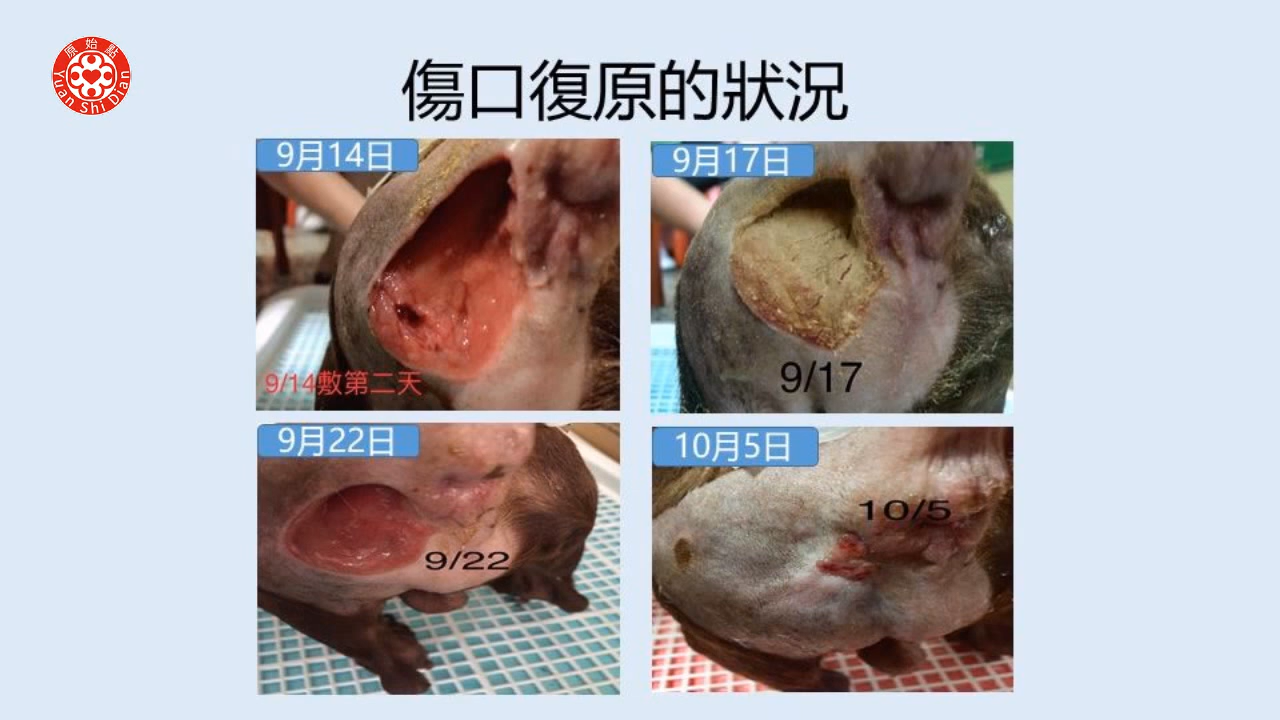 原始點
Yuan Shi Dian
傷口復原的狀況
9月14日
9月17日
9/14敷第二天
9/17
9月22日
10月5日
9/22
10/5